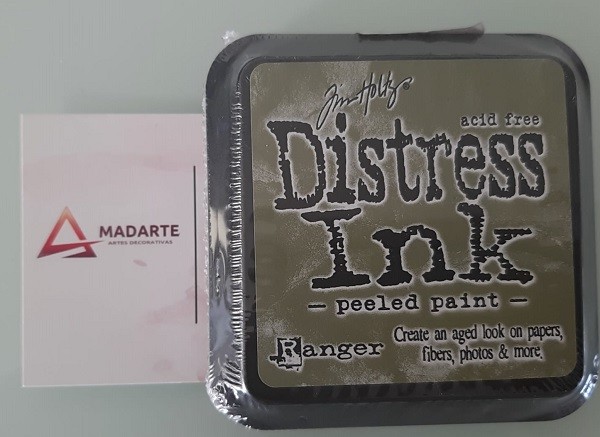 MADARTE
ARTES DECORATIVAS
Tim Holtz®
acid free
Distress
Ink
— peeled paint —
Ranger
Create an aged look on papers,
fibers, photos & more.